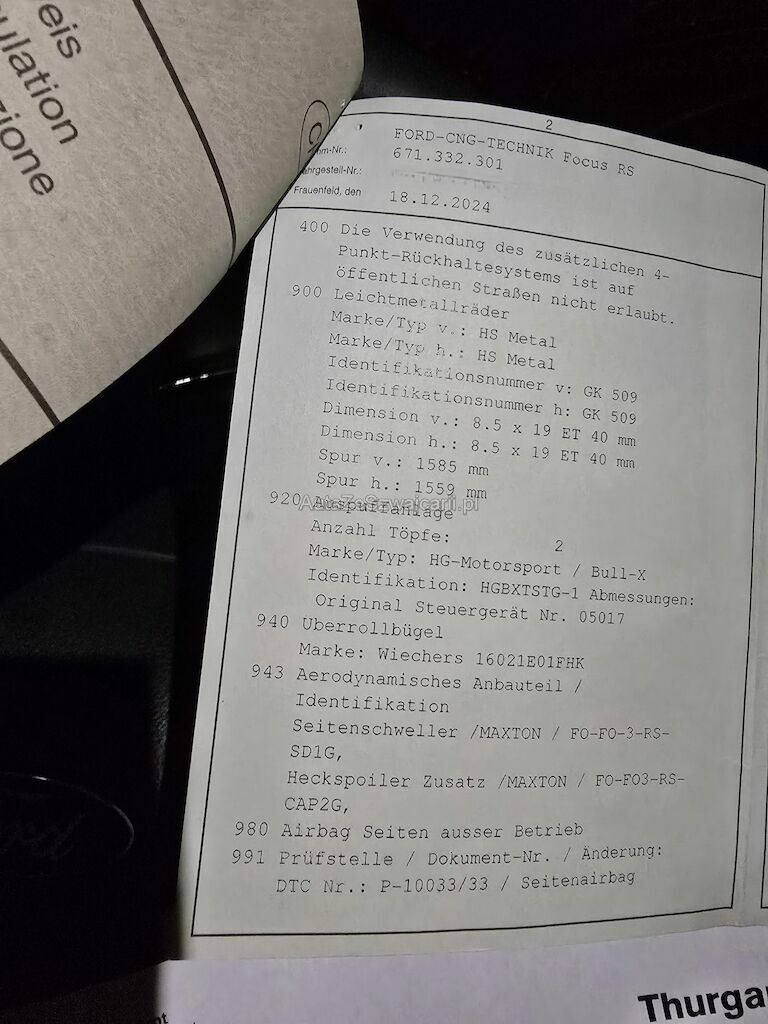 eis
ulation
zione
2
FORD-CNG-TECHNIK Focus RS
671.332.301
Frauenfeld, den 18.12.2024
400 Die Verwendung des zusätzlichen 4-
Punkt-Rückhaltesystems ist auf
öffentlichen Straßen nicht erlaubt.
900 Leichtmetallräder
Marke/Typ v.: HS Metal
Marke/Typ h.: HS Metal
Identifikationsnummer v: GK 509
Identifikationsnummer h: GK 509
Dimension v.: 8.5 x 19 ET 40 mm
Dimension h.: 8.5 x 19 ET 40 mm
Spur v.: 1585 mm
Spur h.: 1559 mm
920 Auspuffanlage
AutoZeSzwajcarii.pl
Anzahl Töpfe: 2
Marke/Typ: HG-Motorsport / Bull-X
Identifikation: HGBXTSTG-1 Abmessungen:
Original Steuergerät Nr. 05017
940 Überrollbügel
Marke: Wiechers 16021E01FHK
943 Aerodynamisches Anbauteil /
Identifikation
Seitenschweller /MAXTON / FO-FO-3-RS-
SD1G,
Heckspoiler Zusatz /MAXTON / FO-FO3-RS-
CAP2G,
980 Airbag Seiten ausser Betrieb
991 Prüfstelle / Dokument-Nr. / Änderung:
DTC Nr.: P-10033/33 / Seitenairbag
Ford
Thurga